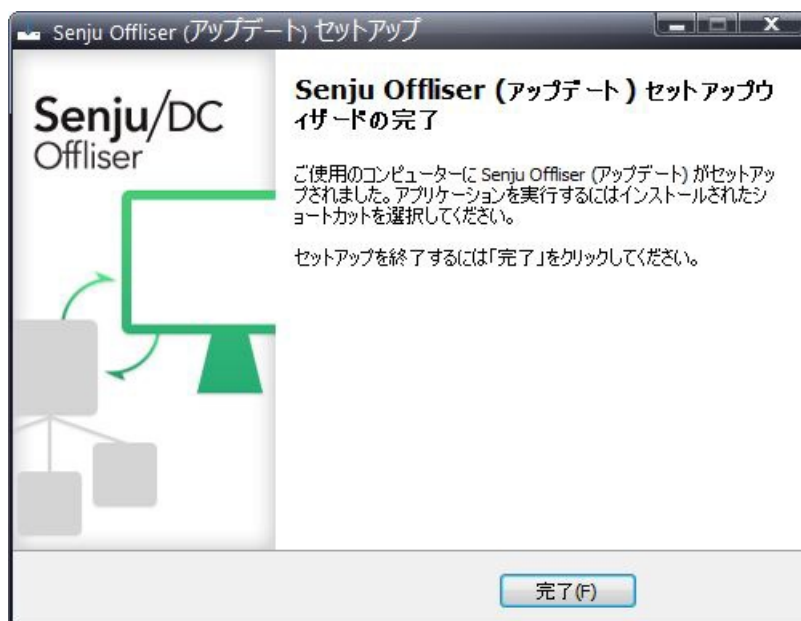 Senju Offliser (アップデート) セットアップ
Senju/DC
Offliser
Senju Offliser (アップデート) セットアップウ
ィザードの完了
ご使用のコンピューターに Senju Offliser (アップデート) がセットアッ
プされました。アプリケーションを実行するにはインストールされたシ
ョートカットを選択してください。
セットアップを終了するには「完了」をクリックしてください。
完了(F)